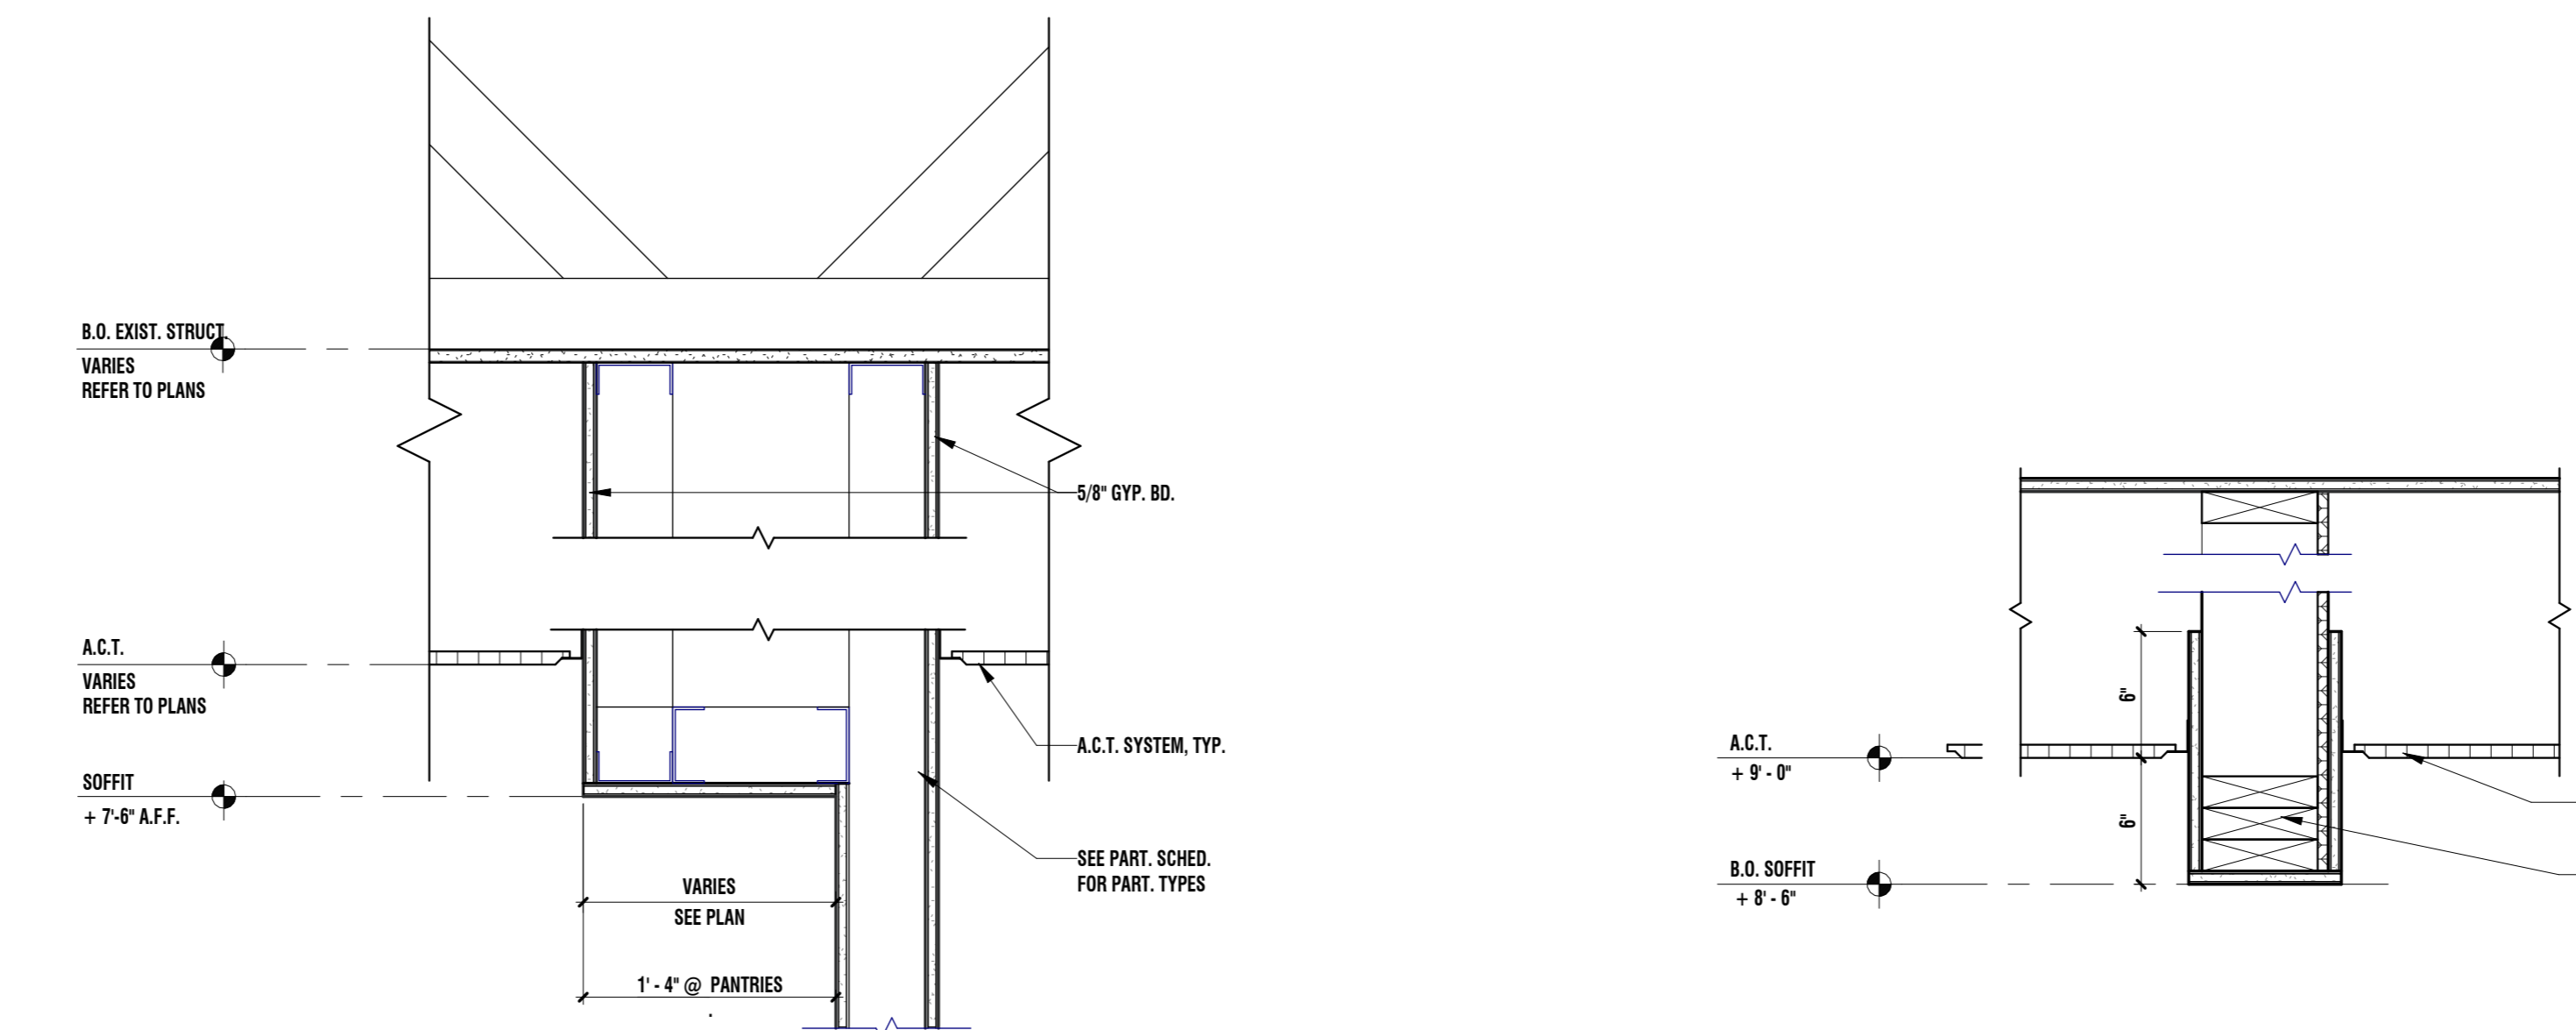 B.O. EXIST. STRUCT.
VARIES
REFER TO PLANS
5/8" GYP. BD.
A.C.T.
VARIES
REFER TO PLANS
A.C.T. SYSTEM, TYP.
SOFFIT
+ 7'-6" A.F.F.
SEE PART. SCHED.
FOR PART. TYPES
VARIES
SEE PLAN
1' - 4" @ PANTRIES
6"
A.C.T.
+ 9' - 0"
6"
B.O. SOFFIT
+ 8' - 6"